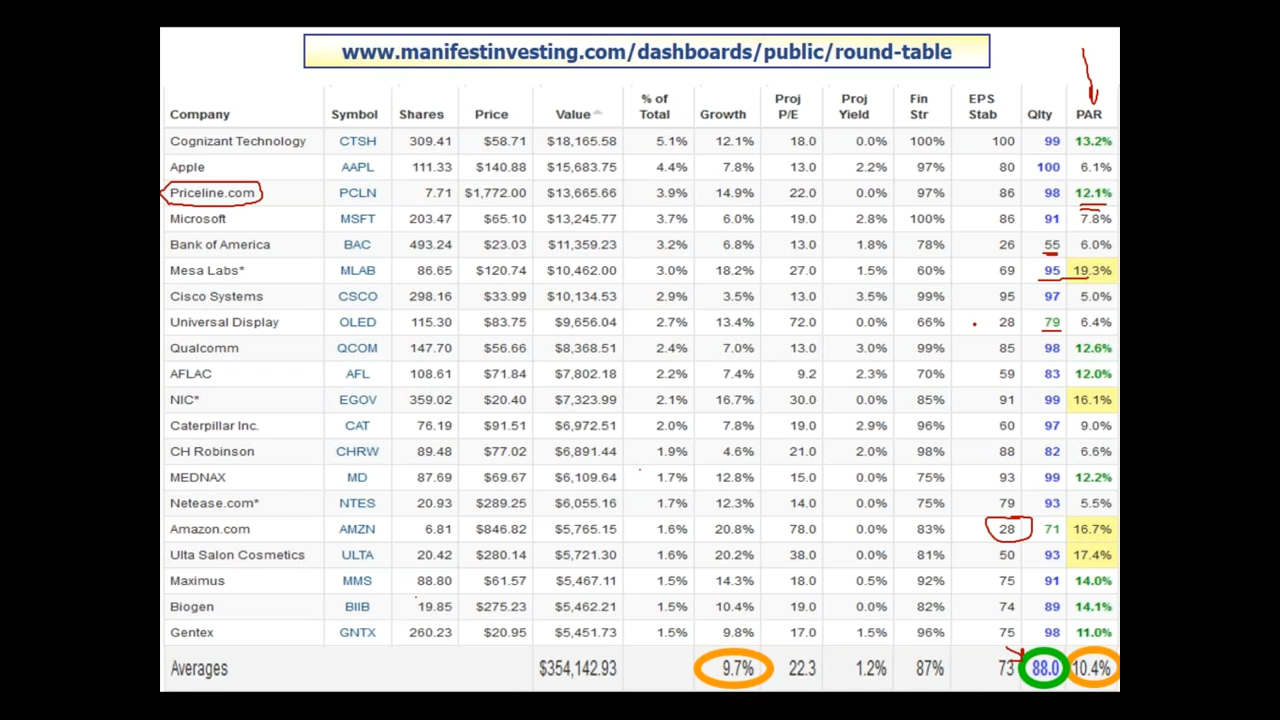 www.manifestinvesting.com/dashboards/public/round-table
Company Symbol Shares Price Value % of Total Growth Proj P/E Proj Yield Fin Str EPS Stab Qlty PAR
Cognizant Technology CTSH 309.41 $58.71 $18,165.58 5.1% 12.1% 18.0 0.0% 100% 100 99 13.2%
Apple AAPL 111.33 $140.88 $15,683.75 4.4% 7.8% 13.0 2.2% 97% 80 100 6.1%
Priceline.com PCLN 7.71 $1,772.00 $13,665.66 3.9% 14.9% 22.0 0.0% 97% 86 98 12.1%
Microsoft MSFT 203.47 $65.10 $13,245.77 3.7% 6.0% 19.0 2.8% 100% 86 91 7.8%
Bank of America BAC 493.24 $23.03 $11,359.23 3.2% 6.8% 13.0 1.8% 78% 26 55 6.0%
Mesa Labs* MLAB 86.65 $120.74 $10,462.00 3.0% 18.2% 27.0 1.5% 60% 69 95 19.3%
Cisco Systems CSCO 298.16 $33.99 $10,134.53 2.9% 3.5% 13.0 3.5% 99% 95 97 5.0%
Universal Display OLED 115.30 $83.75 $9,656.04 2.7% 13.4% 72.0 0.0% 66% 28 79 6.4%
Qualcomm QCOM 147.70 $56.66 $8,368.51 2.4% 7.0% 13.0 3.0% 99% 85 98 12.6%
AFLAC AFL 108.61 $71.84 $7,802.18 2.2% 7.4% 9.2 2.3% 70% 59 83 12.0%
NIC* EGOV 359.02 $20.40 $7,323.99 2.1% 16.7% 30.0 0.0% 85% 91 99 16.1%
Caterpillar Inc. CAT 76.19 $91.51 $6,972.51 2.0% 7.8% 19.0 2.9% 96% 60 97 9.0%
CH Robinson CHRW 89.48 $77.02 $6,891.44 1.9% 4.6% 21.0 2.0% 98% 88 82 6.6%
MEDNAX MD 87.69 $69.67 $6,109.64 1.7% 12.8% 15.0 0.0% 75% 93 99 12.2%
Netease.com* NTES 20.93 $289.25 $6,055.16 1.7% 12.3% 14.0 0.0% 75% 79 93 5.5%
Amazon.com AMZN 6.81 $846.82 $5,765.15 1.6% 20.8% 78.0 0.0% 83% 28 71 16.7%
Ulta Salon Cosmetics ULTA 20.42 $280.14 $5,721.30 1.6% 20.2% 38.0 0.0% 81% 50 93 17.4%
Maximus MMS 88.80 $61.57 $5,467.11 1.5% 14.3% 18.0 0.5% 92% 75 91 14.0%
Biogen BIIB 19.85 $275.23 $5,462.21 1.5% 10.4% 19.0 0.0% 82% 74 89 14.1%
Gentex GNTX 260.23 $20.95 $5,451.73 1.5% 9.8% 17.0 1.5% 96% 75 98 11.0%
Averages $354,142.93 9.7% 22.3 1.2% 87% 73 88.0 10.4%